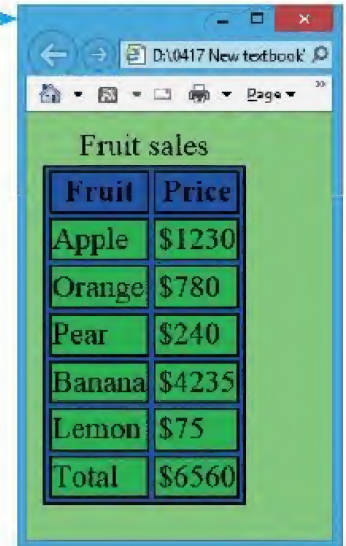 D:\0417 New textbook'
Page
Fruit sales
Fruit Price
Apple $1230
Orange $780
Pear $240
Banana $4235
Lemon $75
Total $6560